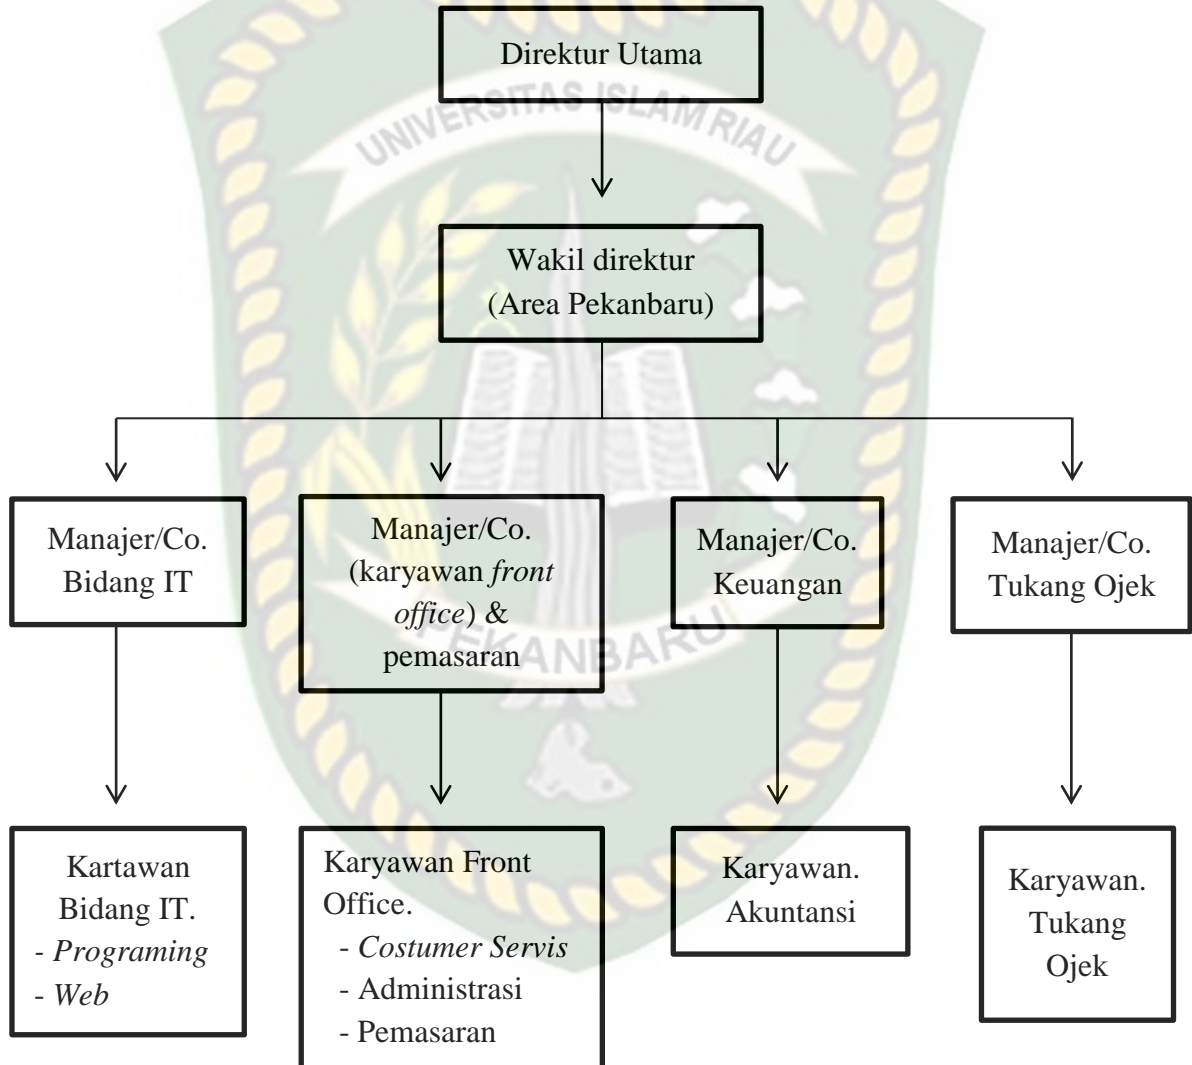 Direktur Utama
UNIVERSITAS ISLAM RIAU
Wakil direktur
(Area Pekanbaru)
Manajer/Co.
Bidang IT
Manajer/Co.
(karyawan front
office) &
pemasaran
Manajer/Co.
Keuangan
Manajer/Co.
Tukang Ojek
PEKANBARU
Kartawan
Bidang IT.
- Programing
- Web
Karyawan Front
Office.
- Costumer Servis
- Administrasi
- Pemasaran
Karyawan.
Akuntansi
Karyawan.
Tukang
Ojek